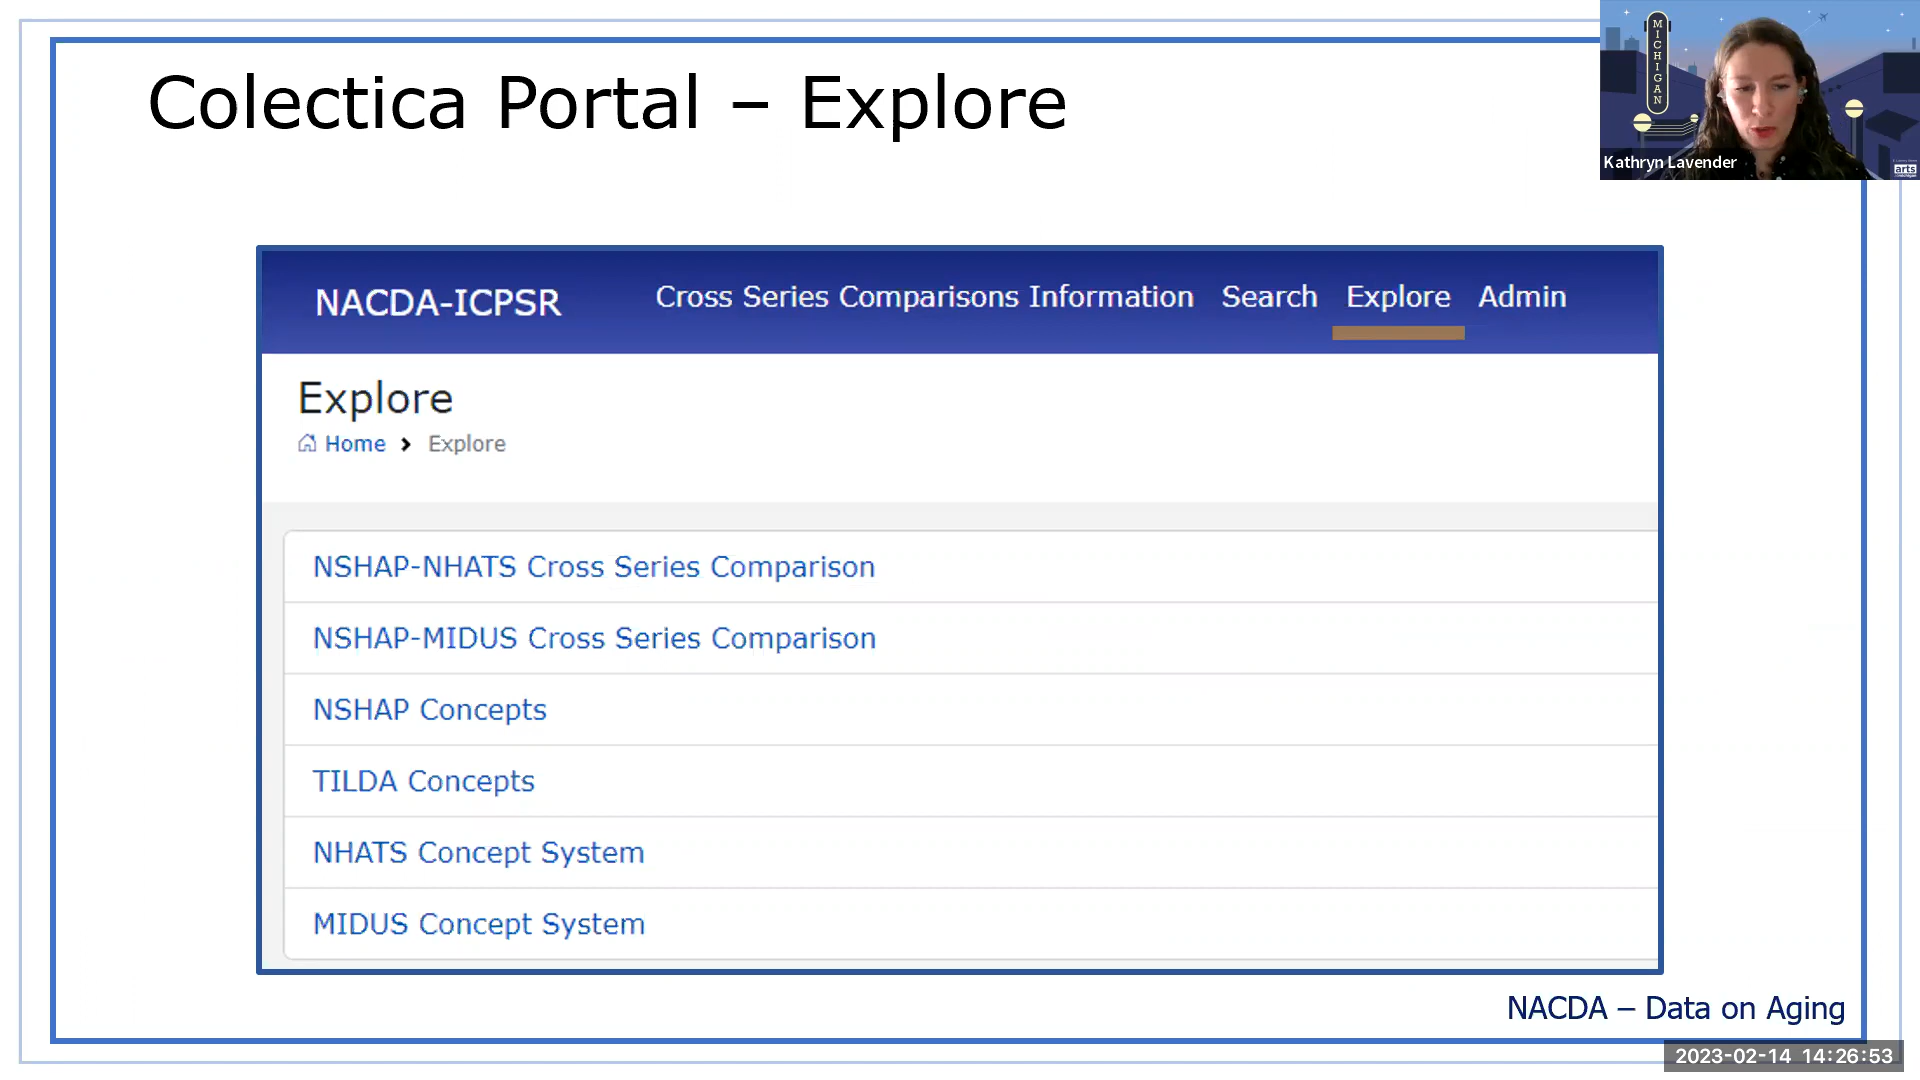 Colectica Portal – Explore
MICHIGAN
Kathryn Lavender
arts
NACDA-ICPSR
Cross Series Comparisons Information Search Explore Admin
Explore
Home > Explore
NSHAP-NHATS Cross Series Comparison
NSHAP-MIDUS Cross Series Comparison
NSHAP Concepts
TILDA Concepts
NHATS Concept System
MIDUS Concept System
NACDA – Data on Aging
2023-02-14 14:26:53